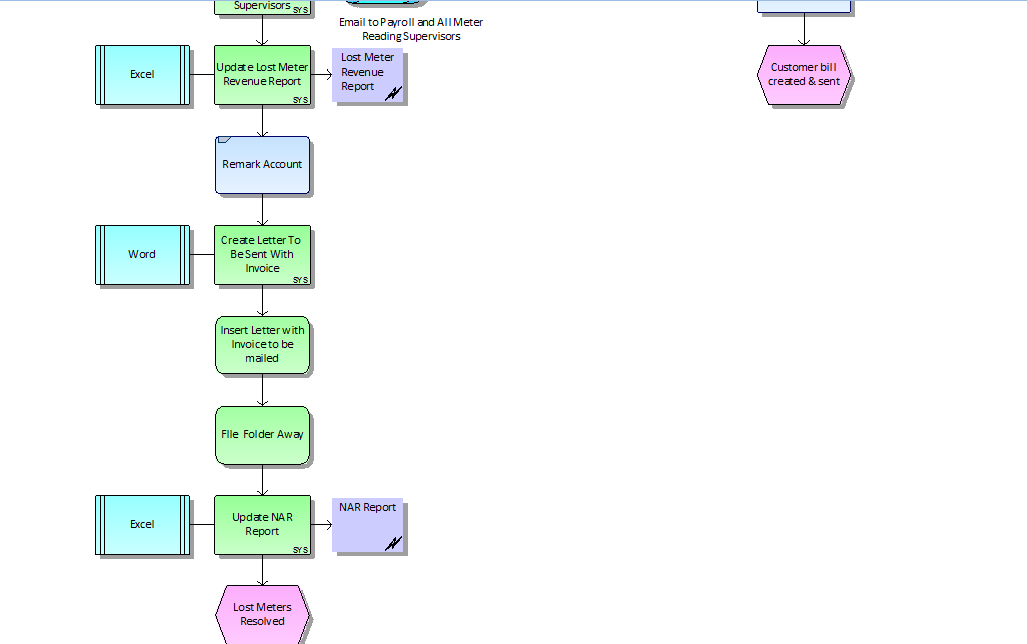 Supervisors
SYS
Email to Payroll and All Meter
Reading Supervisors
Excel
Update Lost Meter
Revenue Report
SYS
Lost Meter
Revenue
Report
Customer bill
created & sent
Remark Account
Word
Create Letter To
Be Sent With
Invoice
SYS
Insert Letter with
Invoice to be
mailed
File Folder Away
Excel
Update NAR
Report
SYS
NAR Report
Lost Meters
Resolved